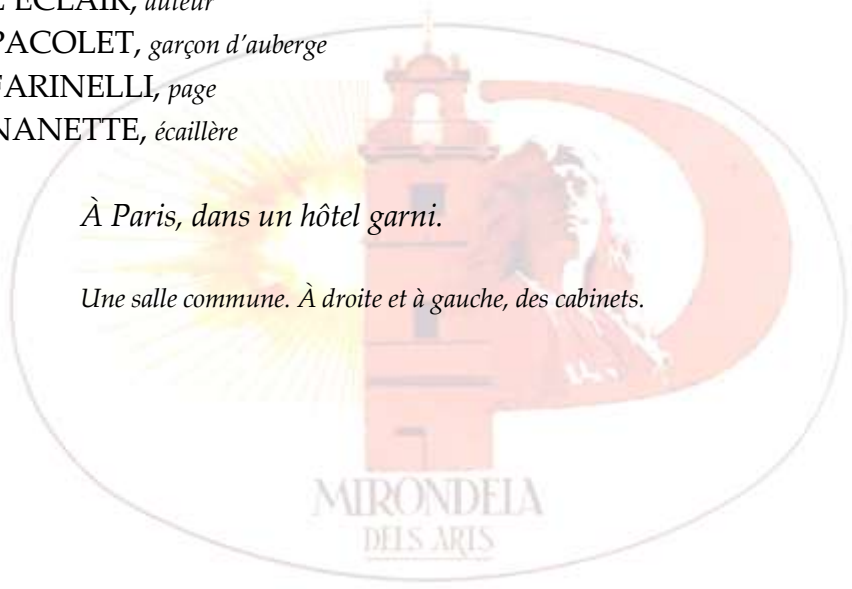 L'ÉCLAIR, auteur
PACOLET, garçon d'auberge
FARINELLI, page
NANETTE, écaillère
À Paris, dans un hôtel garni.
Une salle commune. À droite et à gauche, des cabinets.
MIRONDELA
DELS ARTS